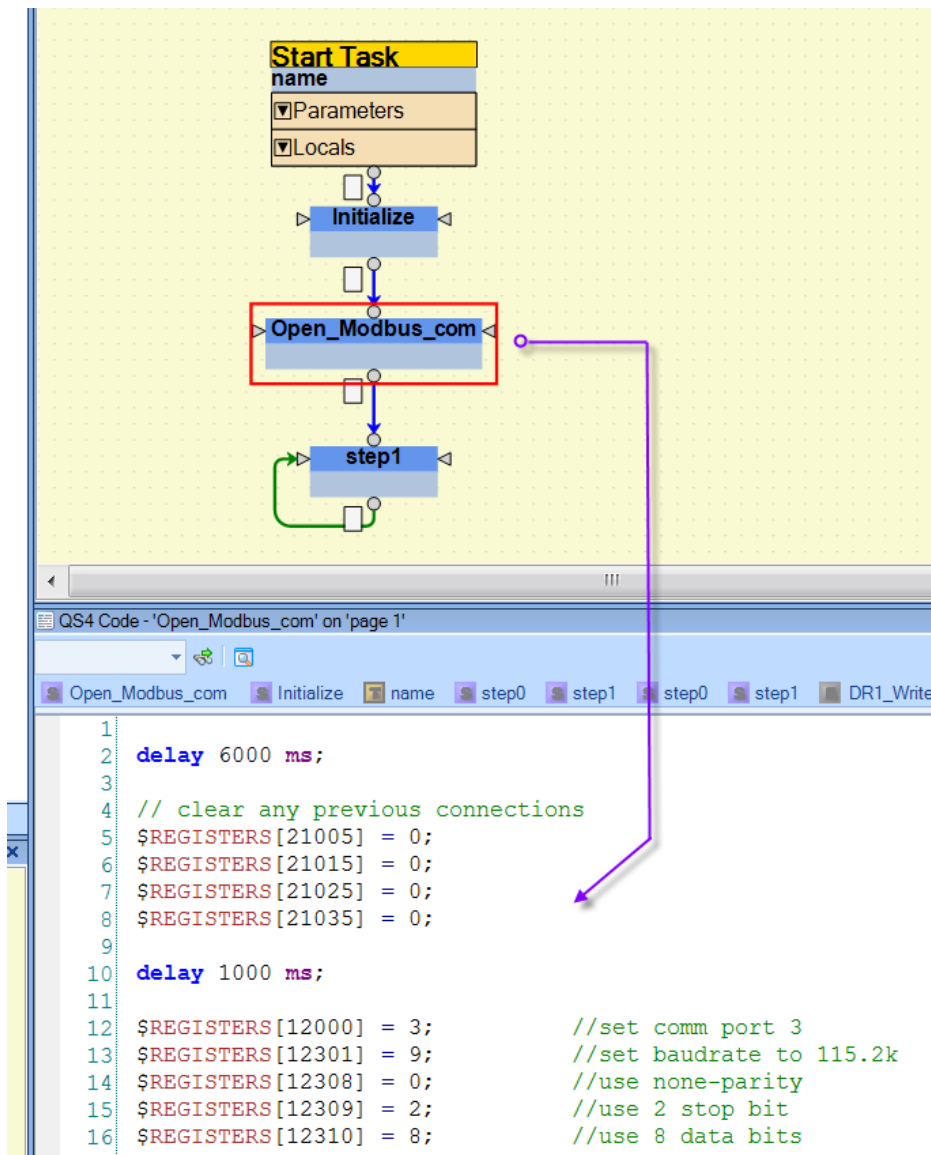 Start Task
name
Parameters
Locals
Initialize
Open_Modbus_com
step1
QS4 Code - 'Open_Modbus_com' on 'page 1'
Open_Modbus_com Initialize name step0 step1 step0 step1 DR1_Write
1
2 delay 6000 ms;
3
4 // clear any previous connections
5 $REGISTERS[21005] = 0;
6 $REGISTERS[21015] = 0;
7 $REGISTERS[21025] = 0;
8 $REGISTERS[21035] = 0;
9
10 delay 1000 ms;
11
12 $REGISTERS[12000] = 3; //set comm port 3
13 $REGISTERS[12301] = 9; //set baudrate to 115.2k
14 $REGISTERS[12308] = 0; //use none-parity
15 $REGISTERS[12309] = 2; //use 2 stop bit
16 $REGISTERS[12310] = 8; //use 8 data bits